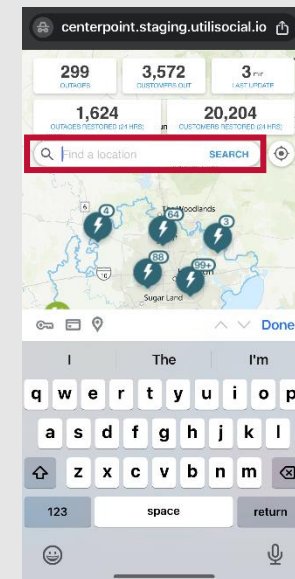 centerpoint.staging.utilisocial.io
299
OUTAGES
3,572
CUSTOMERS OUT
3
LAST UPDATE
1,624
OUTAGES RESTORED (24 HRS)
20,204
CUSTOMERS RESTORED (24 HRS)
Find a location
SEARCH
6
4
The Woodlands
64
3
10
88
99+
Sugar Land
Done
I
The
I'm
q w e r t y u i o p
a s d f g h j k l
z x c v b n m
123
space
return